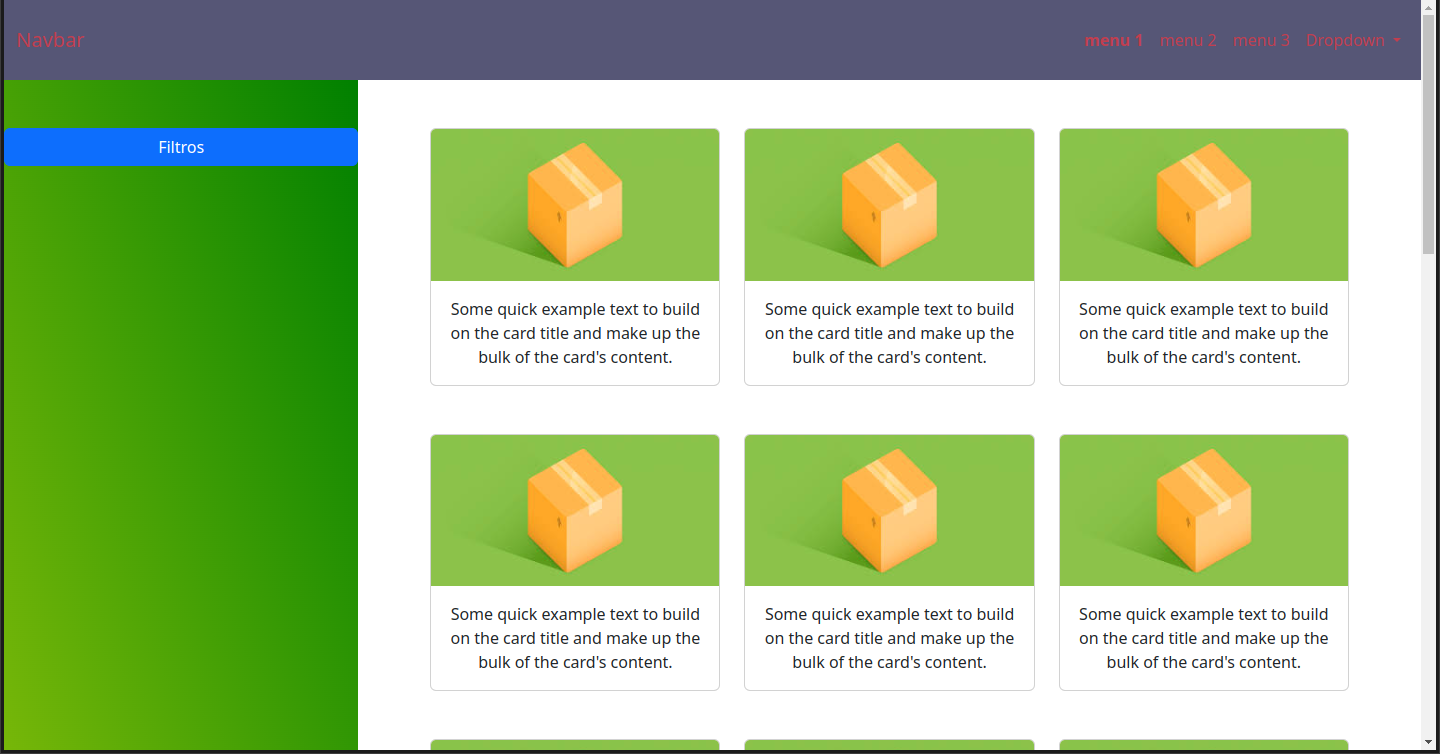 Navbar
menu 1 menu 2 menu 3 Dropdown
Filtros
Some quick example text to build
on the card title and make up the
bulk of the card's content.
Some quick example text to build
on the card title and make up the
bulk of the card's content.
Some quick example text to build
on the card title and make up the
bulk of the card's content.
Some quick example text to build
on the card title and make up the
bulk of the card's content.
Some quick example text to build
on the card title and make up the
bulk of the card's content.
Some quick example text to build
on the card title and make up the
bulk of the card's content.